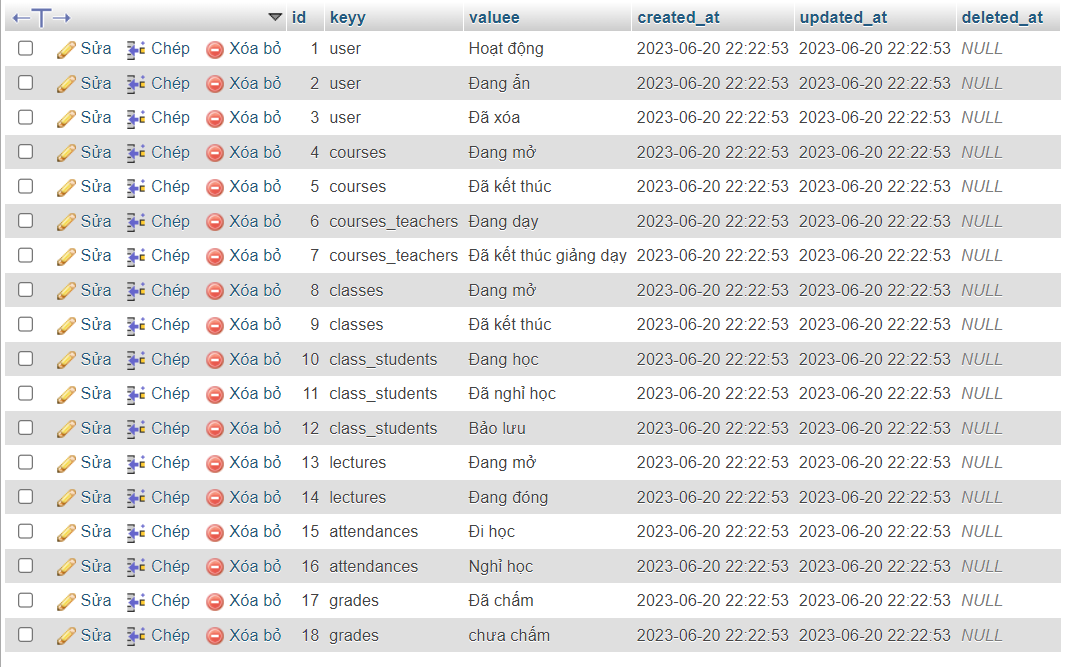 id keyy valuee created_at updated_at deleted_at
Sửa Chép Xóa bỏ 1 user Hoạt động 2023-06-20 22:22:53 2023-06-20 22:22:53 NULL
Sửa Chép Xóa bỏ 2 user Đang ẩn 2023-06-20 22:22:53 2023-06-20 22:22:53 NULL
Sửa Chép Xóa bỏ 3 user Đã xóa 2023-06-20 22:22:53 2023-06-20 22:22:53 NULL
Sửa Chép Xóa bỏ 4 courses Đang mở 2023-06-20 22:22:53 2023-06-20 22:22:53 NULL
Sửa Chép Xóa bỏ 5 courses Đã kết thúc 2023-06-20 22:22:53 2023-06-20 22:22:53 NULL
Sửa Chép Xóa bỏ 6 courses_teachers Đang dạy 2023-06-20 22:22:53 2023-06-20 22:22:53 NULL
Sửa Chép Xóa bỏ 7 courses_teachers Đã kết thúc giảng dạy 2023-06-20 22:22:53 2023-06-20 22:22:53 NULL
Sửa Chép Xóa bỏ 8 classes Đang mở 2023-06-20 22:22:53 2023-06-20 22:22:53 NULL
Sửa Chép Xóa bỏ 9 classes Đã kết thúc 2023-06-20 22:22:53 2023-06-20 22:22:53 NULL
Sửa Chép Xóa bỏ 10 class_students Đang học 2023-06-20 22:22:53 2023-06-20 22:22:53 NULL
Sửa Chép Xóa bỏ 11 class_students Đã nghỉ học 2023-06-20 22:22:53 2023-06-20 22:22:53 NULL
Sửa Chép Xóa bỏ 12 class_students Bảo lưu 2023-06-20 22:22:53 2023-06-20 22:22:53 NULL
Sửa Chép Xóa bỏ 13 lectures Đang mở 2023-06-20 22:22:53 2023-06-20 22:22:53 NULL
Sửa Chép Xóa bỏ 14 lectures Đang đóng 2023-06-20 22:22:53 2023-06-20 22:22:53 NULL
Sửa Chép Xóa bỏ 15 attendances Đi học 2023-06-20 22:22:53 2023-06-20 22:22:53 NULL
Sửa Chép Xóa bỏ 16 attendances Nghỉ học 2023-06-20 22:22:53 2023-06-20 22:22:53 NULL
Sửa Chép Xóa bỏ 17 grades Đã chấm 2023-06-20 22:22:53 2023-06-20 22:22:53 NULL
Sửa Chép Xóa bỏ 18 grades chưa chấm 2023-06-20 22:22:53 2023-06-20 22:22:53 NULL